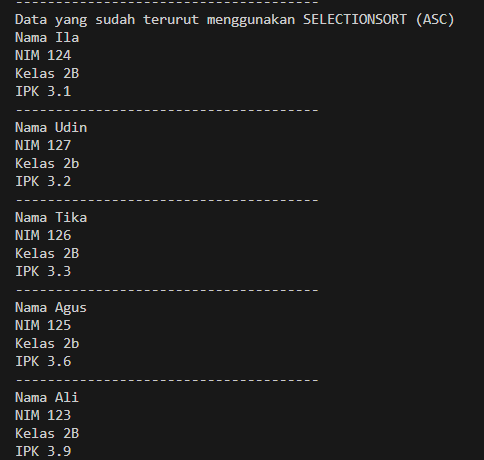 --------------------------------------
Data yang sudah terurut menggunakan SELECTIONSORT (ASC)
Nama Ila
NIM 124
Kelas 2B
IPK 3.1
--------------------------------------
Nama Udin
NIM 127
Kelas 2b
IPK 3.2
--------------------------------------
Nama Tika
NIM 126
Kelas 2B
IPK 3.3
--------------------------------------
Nama Agus
NIM 125
Kelas 2b
IPK 3.6
--------------------------------------
Nama Ali
NIM 123
Kelas 2B
IPK 3.9